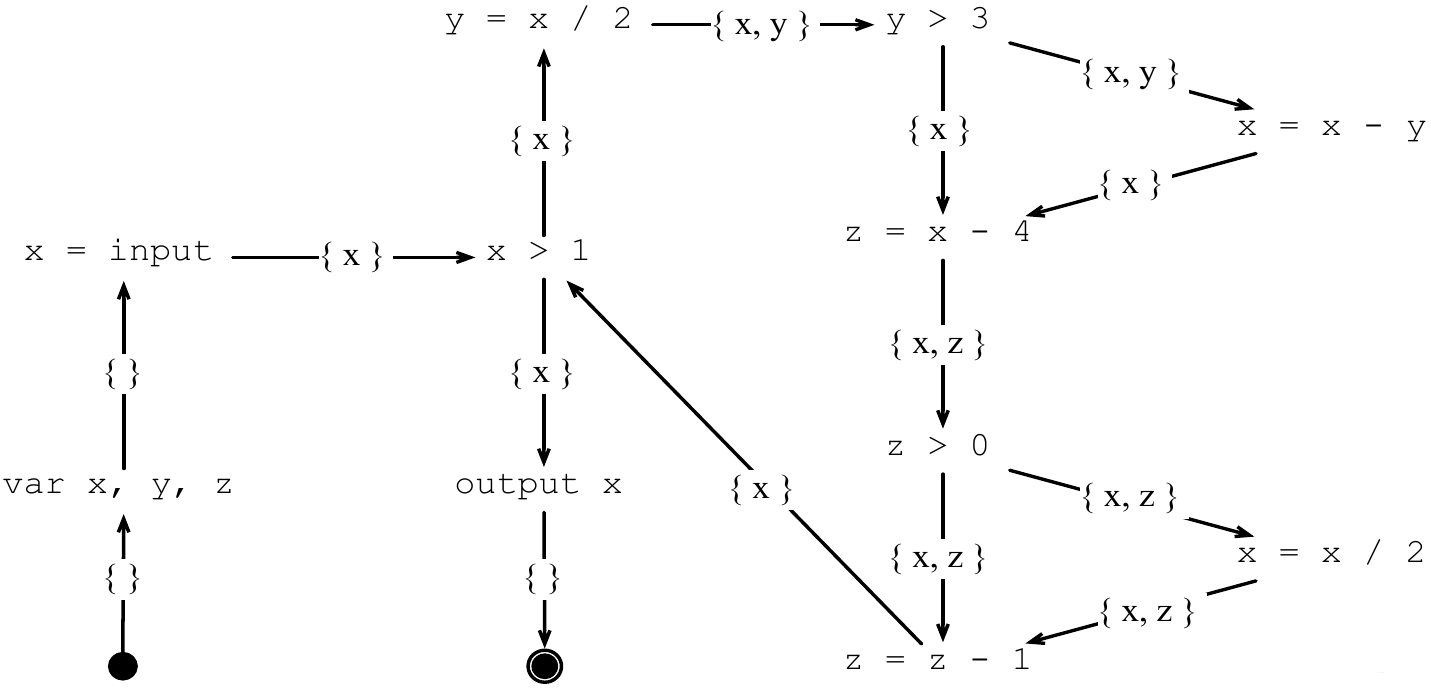 y = x / 2
{ x, y }
y > 3
{ x, y }
{ x }
{ x }
x = x - y
{ x }
x = input
{ x }
x > 1
z = x - 4
{ }
{ x }
{ x, z }
z > 0
var x, y, z
output x
{ x }
{ x, z }
{ x, z }
x = x / 2
{ }
{ }
{ x, z }
z = z - 1